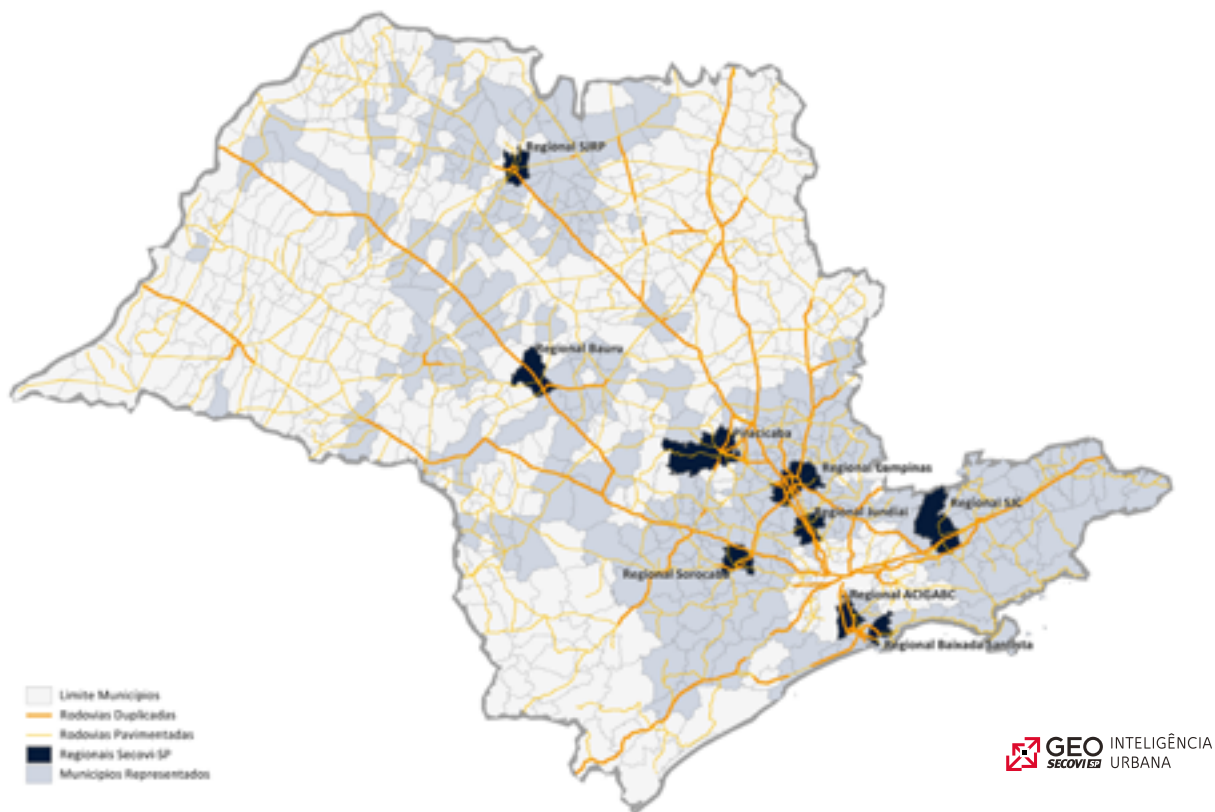 Regional SJRP
Regional Bauru
Piracicaba
Regional Campinas
Regional SJC
Regional Jundiaí
Regional Sorocaba
Regional ACIGABC
Regional Baixada Santista
Limite Municípios
Rodovias Duplicadas
Rodovias Pavimentadas
Regionais Secovi SP
Municípios Representados
GEO INTELIGÊNCIA
SECOVI SP URBANA